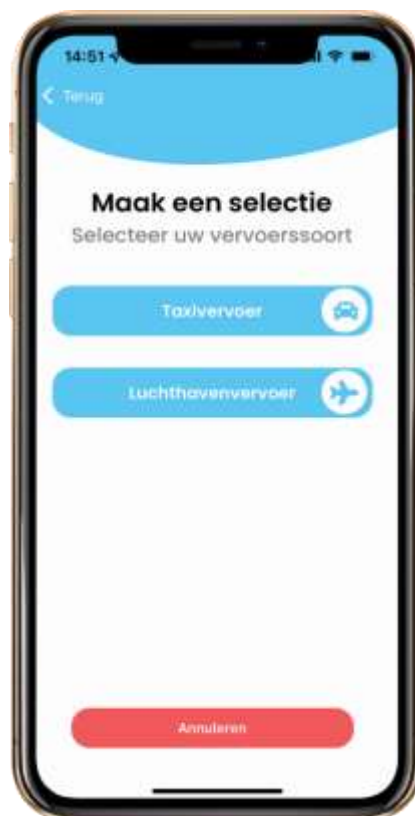 14:51
Terug
Maak een selectie
Selecteer uw vervoerssoort
Taxivervoer
Luchthavenvervoer
Annuleren